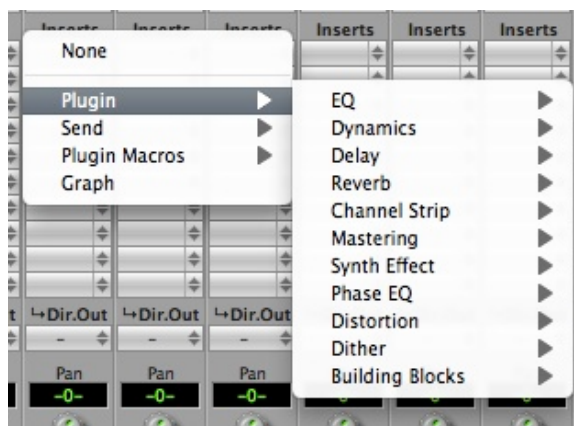 Inserts Inserts Inserts Inserts Inserts Inserts
None
Plugin
Send
Plugin Macros
Graph
EQ
Dynamics
Delay
Reverb
Channel Strip
Mastering
Synth Effect
Phase EQ
Distortion
Dither
Building Blocks
t ↳Dir.Out ↳Dir.Out ↳Dir.Out
- - -
Pan Pan Pan
-0- -0- -0-